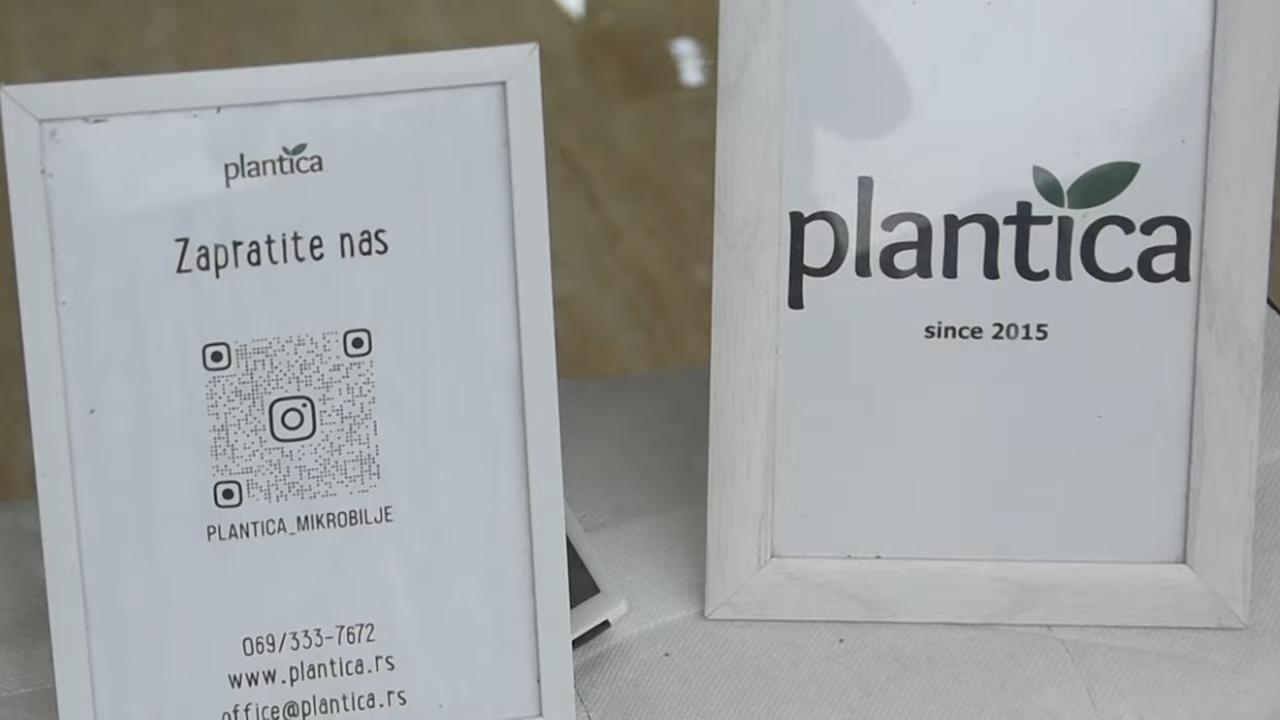 plantica
Zapratite nas
PLANTICA_MIKROBILJE
069/333-7672
www.plantica.rs
office@plantica.rs
plantica
since 2015